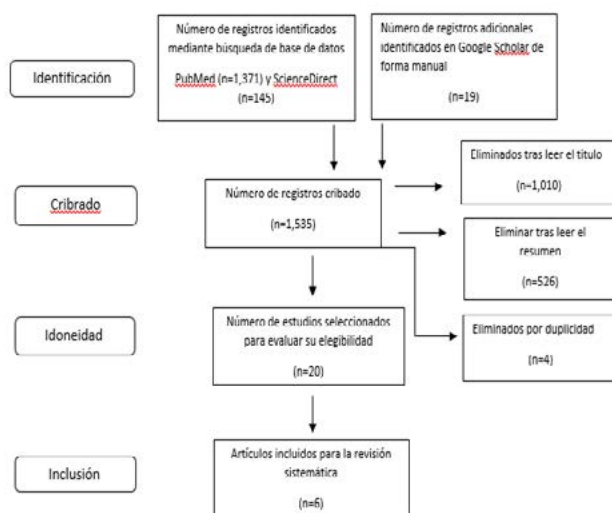 Identificación
Número de registros identificados
mediante búsqueda de base de datos
PubMed (n=1,371) y ScienceDirect
(n=145)
Número de registros adicionales
identificados en Google Scholar de
forma manual
(n=19)
Cribado
Número de registros cribado
(n=1,535)
Eliminados tras leer el titulo
(n=1,010)
Eliminar tras leer el
resumen
(n=526)
Idoneidad
Número de estudios seleccionados
para evaluar su elegibilidad
(n=20)
Eliminados por duplicidad
(n=4)
Inclusión
Artículos incluidos para la revisión
sistemática
(n=6)